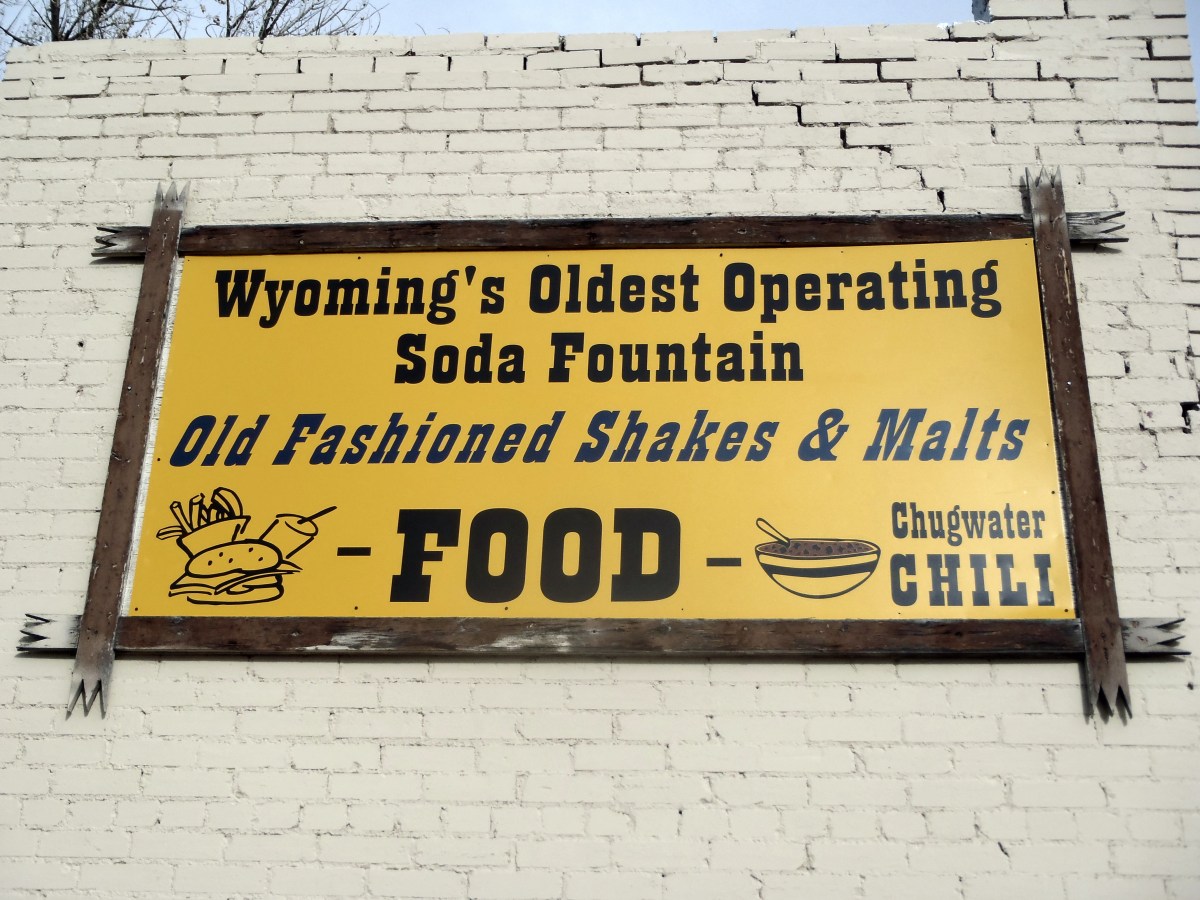 Wyoming's Oldest Operating
Soda Fountain
Old Fashioned Shakes & Malts
- FOOD -
Chugwater
CHILI